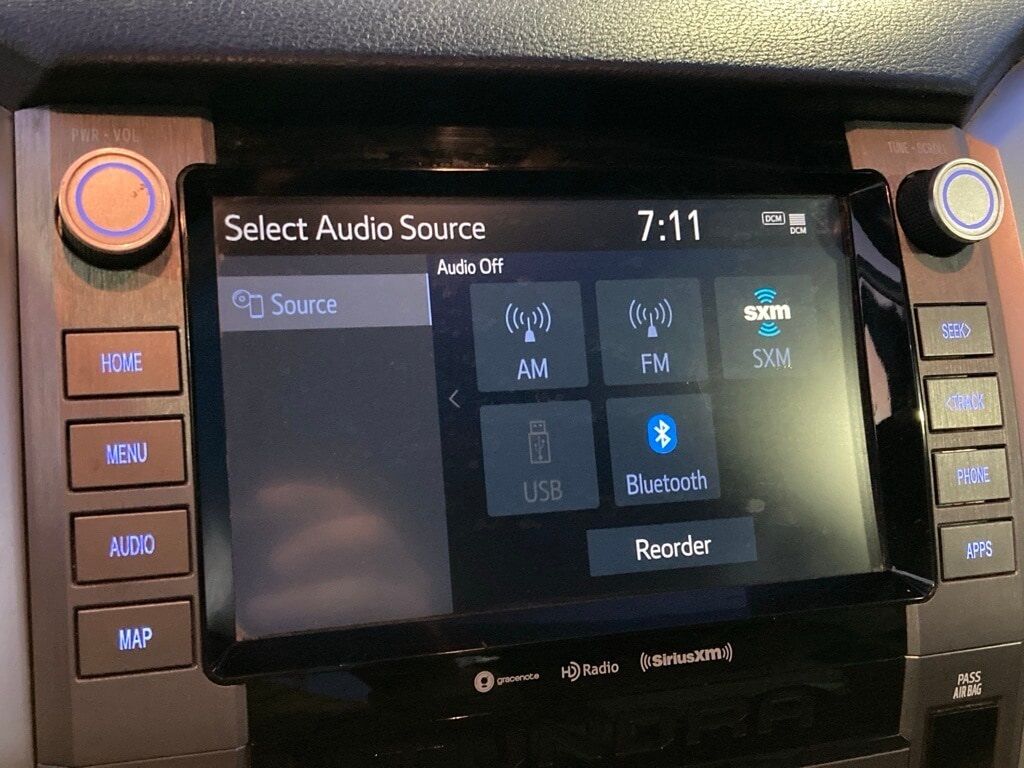 PWR • VOL
TUNE • SCROLL
Select Audio Source
7:11
DCM
DCM
Audio Off
Source
AM
FM
sxm
SXM
USB
Bluetooth
Reorder
HOME
MENU
AUDIO
MAP
SEEK>
<TRACK
PHONE
APPS
gracenote
HD Radio
((SiriusXM))
PASS
AIR BAG
TUNDRA